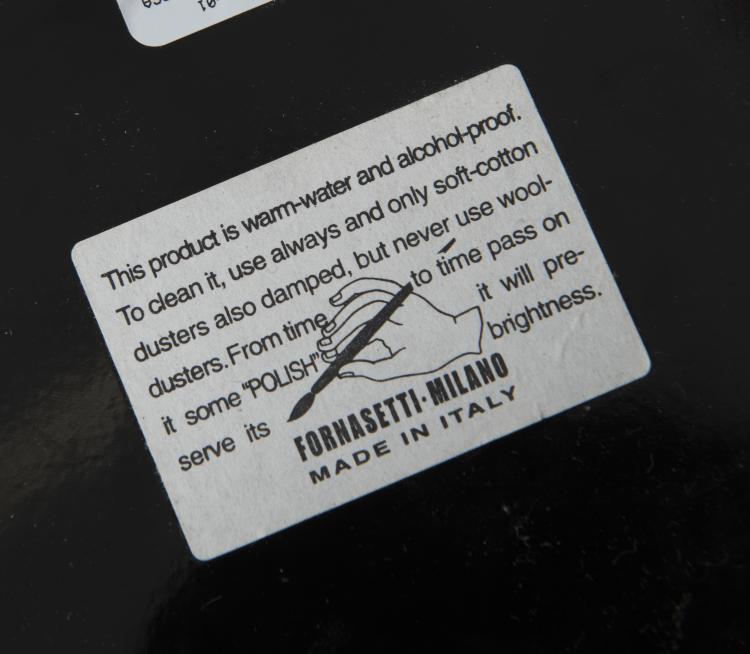 This product is warm-water and alcohol-proof.
To clean it, use always and only soft-cotton
dusters also damped, but never use wool-
dusters. From time to time pass on
it some "POLISH" it will pre-
serve its brightness.
FORNASETTI·MILANO
MADE IN ITALY